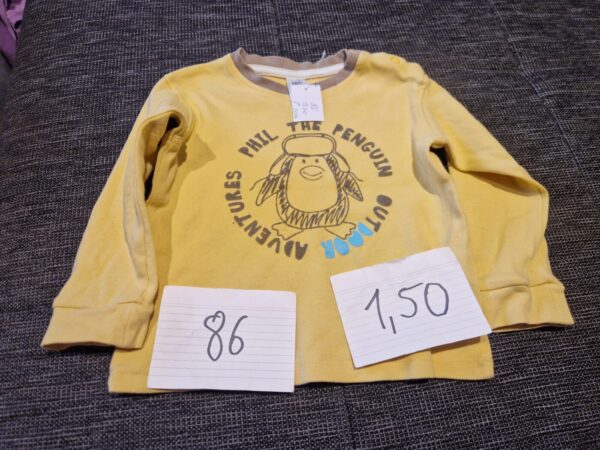 PHIL THE PENGUIN OUTDOOR ADVENTURES
86
1,50